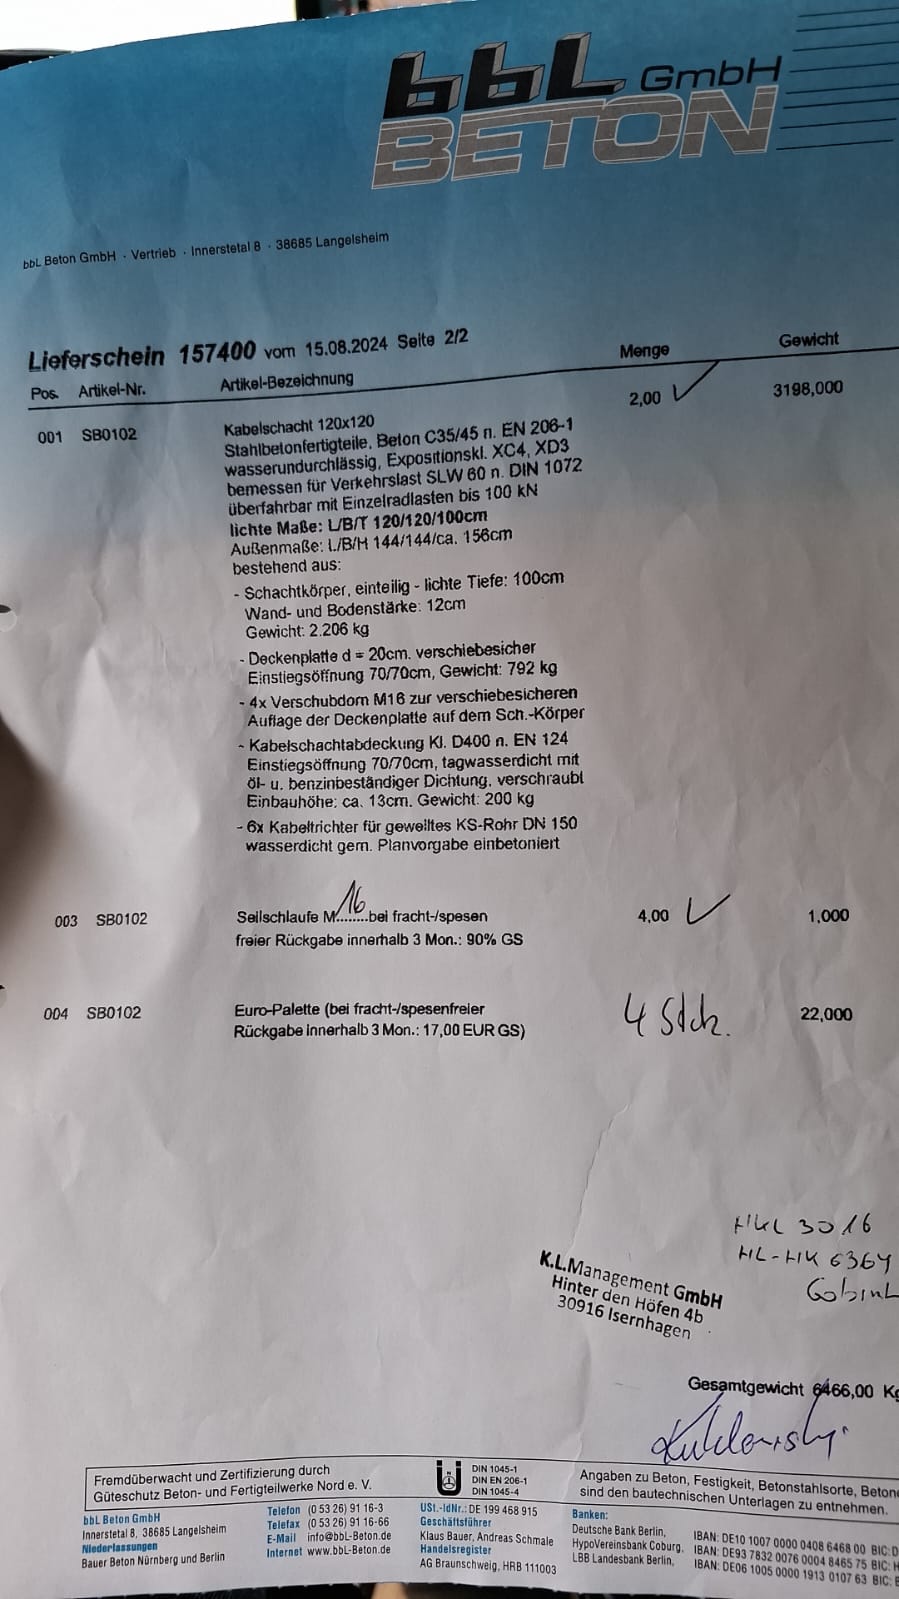 bbL GmbH
BETON
bbL Beton GmbH · Vertrieb · Innerstetal 8 · 38685 Langelsheim
Lieferschein 157400 vom 15.08.2024 Seite 2/2
Pos. Artikel-Nr. Artikel-Bezeichnung Menge Gewicht
001 SB0102 Kabelschacht 120x120 2,00 3198,000
Stahlbetonfertigteile, Beton C35/45 n. EN 206-1
wasserundurchlässig, Expositionskl. XC4, XD3
bemessen für Verkehrslast SLW 60 n. DIN 1072
überfahrbar mit Einzelradlasten bis 100 kN
lichte Maße: L/B/T 120/120/100cm
Außenmaße: L/B/H 144/144/ca. 156cm
bestehend aus:
- Schachtkörper, einteilig - lichte Tiefe: 100cm
Wand- und Bodenstärke: 12cm
Gewicht: 2.206 kg
- Deckenplatte d = 20cm. verschiebesicher
Einstiegsöffnung 70/70cm, Gewicht: 792 kg
- 4x Verschubdorn M16 zur verschiebesicheren
Auflage der Deckenplatte auf dem Sch.-Körper
- Kabelschachtabdeckung Kl. D400 n. EN 124
Einstiegsöffnung 70/70cm, tagwasserdicht mit
öl- u. benzinbeständiger Dichtung, verschraubt
Einbauhöhe: ca. 13cm. Gewicht: 200 kg
- 6x Kabeltrichter für gewelltes KS-Rohr DN 150
wasserdicht gem. Planvorgabe einbetoniert
16
003 SB0102 Seilschlaufe M........bei fracht-/spesen 4,00 1,000
freier Rückgabe innerhalb 3 Mon.: 90% GS
004 SB0102 Euro-Palette (bei fracht-/spesenfreier 4 Stck. 22,000
Rückgabe innerhalb 3 Mon.: 17,00 EUR GS)
HKL 3016
HL-HK 6364
K.L.Management GmbH
Hinter den Höfen 4b
30916 Isernhagen
Gesamtgewicht 6466,00 Kg
Fremdüberwacht und Zertifizierung durch
Güteschutz Beton- und Fertigteilwerke Nord e. V.
DIN 1045-1
DIN EN 206-1
DIN 1045-4
Angaben zu Beton, Festigkeit, Betonstahlsorte, Betone
sind den bautechnischen Unterlagen zu entnehmen.
bbL Beton GmbH
Innerstetal 8, 38685 Langelsheim
Niederlassungen
Bauer Beton Nürnberg und Berlin
Telefon (0 53 26) 91 16-3
Telefax (0 53 26) 91 16-66
E-Mail info@bbL-Beton.de
Internet www.bbL-Beton.de
USt.-IdNr.: DE 199 468 915
Geschäftsführer
Klaus Bauer, Andreas Schmale
Handelsregister
AG Braunschweig, HRB 111003
Banken:
Deutsche Bank Berlin, IBAN: DE10 1007 0000 0408 6468 00 BIC: D
HypoVereinsbank Coburg, IBAN: DE93 7832 0076 0004 8465 75 BIC: H
LBB Landesbank Berlin, IBAN: DE06 1005 0000 1913 0107 63 BIC: B